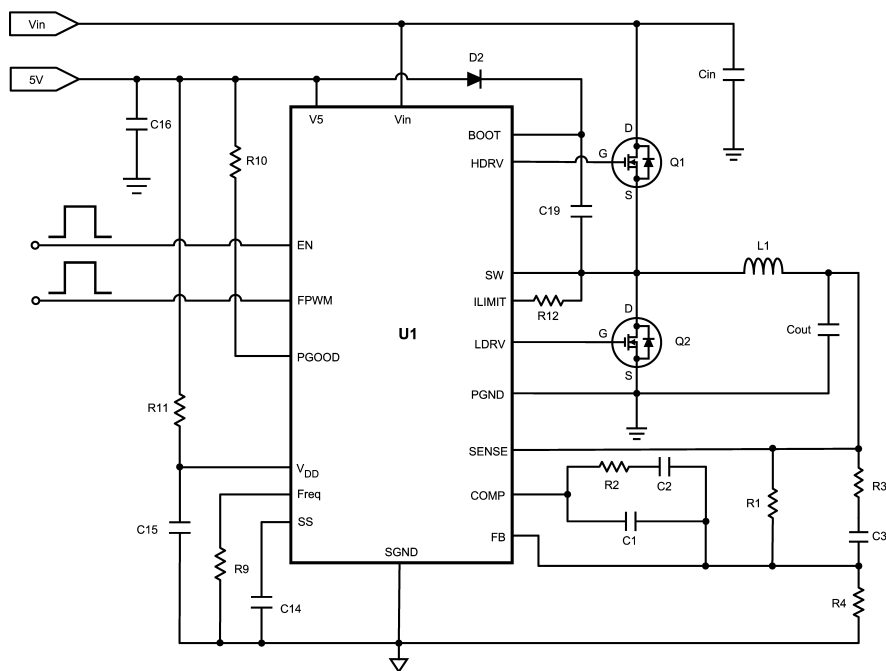 Vin
5V
D2
Cin
C16
V5
Vin
BOOT
D
R10
HDRV
G
Q1
S
C19
EN
SW
L1
FPWM
ILIMIT
R12
D
U1
LDRV
G
Q2
Cout
PGOOD
S
PGND
R11
SENSE
VDD
R2
C2
R3
Freq
COMP
R1
C15
SS
C1
FB
C3
SGND
R9
C14
R4